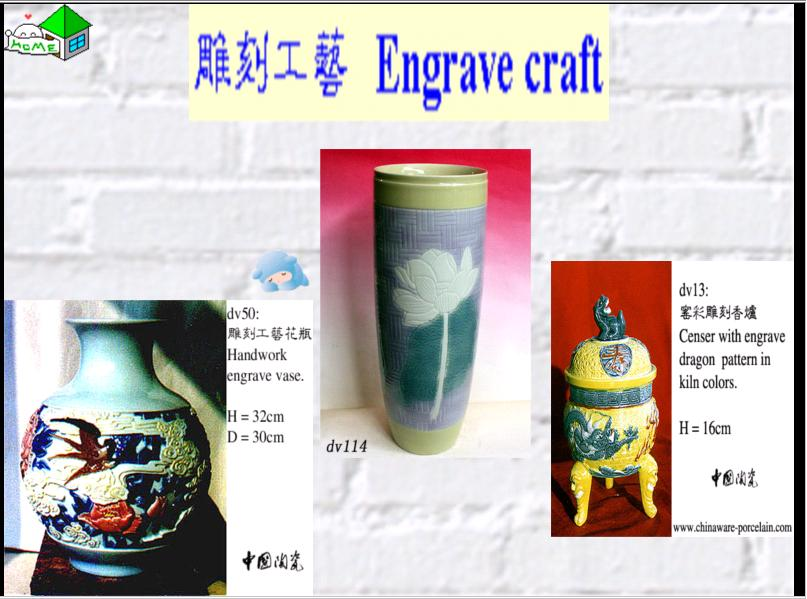 HOME
雕刻工藝 Engrave craft
dv50:
雕刻工藝花瓶
Handwork
engrave vase.
H = 32cm
D = 30cm
中國陶瓷
dv114
dv13:
窯彩雕刻香爐
Censer with engrave
dragon pattern in
kiln colors.
H = 16cm
中國陶瓷
www.chinaware-porcelain.com